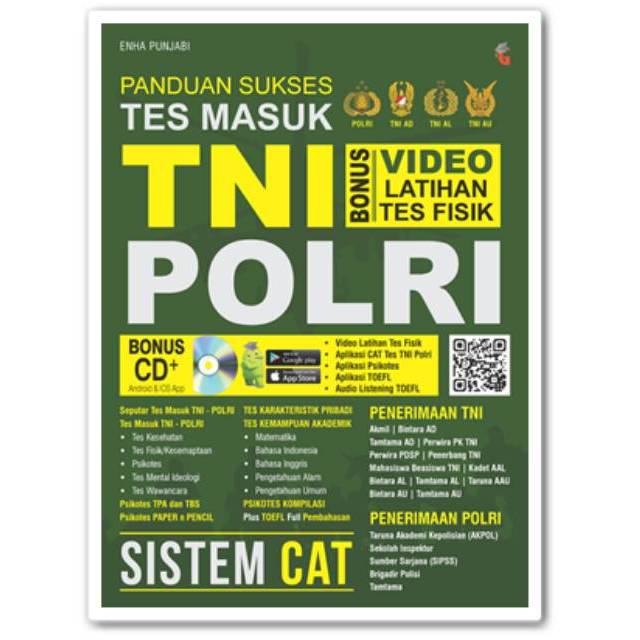 ENHA PUNJABI
PANDUAN SUKSES
TES MASUK
POLRI TNI AD TNI AL TNI AU
TNI
BONUS
VIDEO
LATIHAN
TES FISIK
POLRI
BONUS
CD+
Android & iOS App
Google play
App Store
• Video Latihan Tes Fisik
• Aplikasi CAT Tes TNI Polri
• Aplikasi Psikotes
• Aplikasi TOEFL
• Audio Listening TOEFL
Seputar Tes Masuk TNI - POLRI
Tes Masuk TNI - POLRI
• Tes Kesehatan
• Tes Fisik/Kesemaptaan
• Psikotes
• Tes Mental Ideologi
• Tes Wawancara
Psikotes TPA dan TBS
Psikotes PAPER n PENCIL
TES KARAKTERISTIK PRIBADI
TES KEMAMPUAN AKADEMIK
• Matematika
• Bahasa Indonesia
• Bahasa Inggris
• Pengetahuan Alam
• Pengetahuan Umum
PSIKOTES KOMPILASI
Plus TOEFL Full Pembahasan
PENERIMAAN TNI
Akmil | Bintara AD
Tamtama AD | Perwira PK TNI
Perwira PDSP | Penerbang TNI
Mahasiswa Beasiswa TNI | Kadet AAL
Bintara AL | Tamtama AL | Taruna AAU
Bintara AU | Tamtama AU
PENERIMAAN POLRI
Taruna Akademi Kepolisian (AKPOL)
Sekolah Inspektur
Sumber Sarjana (SIPSS)
Brigadir Polisi
Tamtama
SISTEM CAT